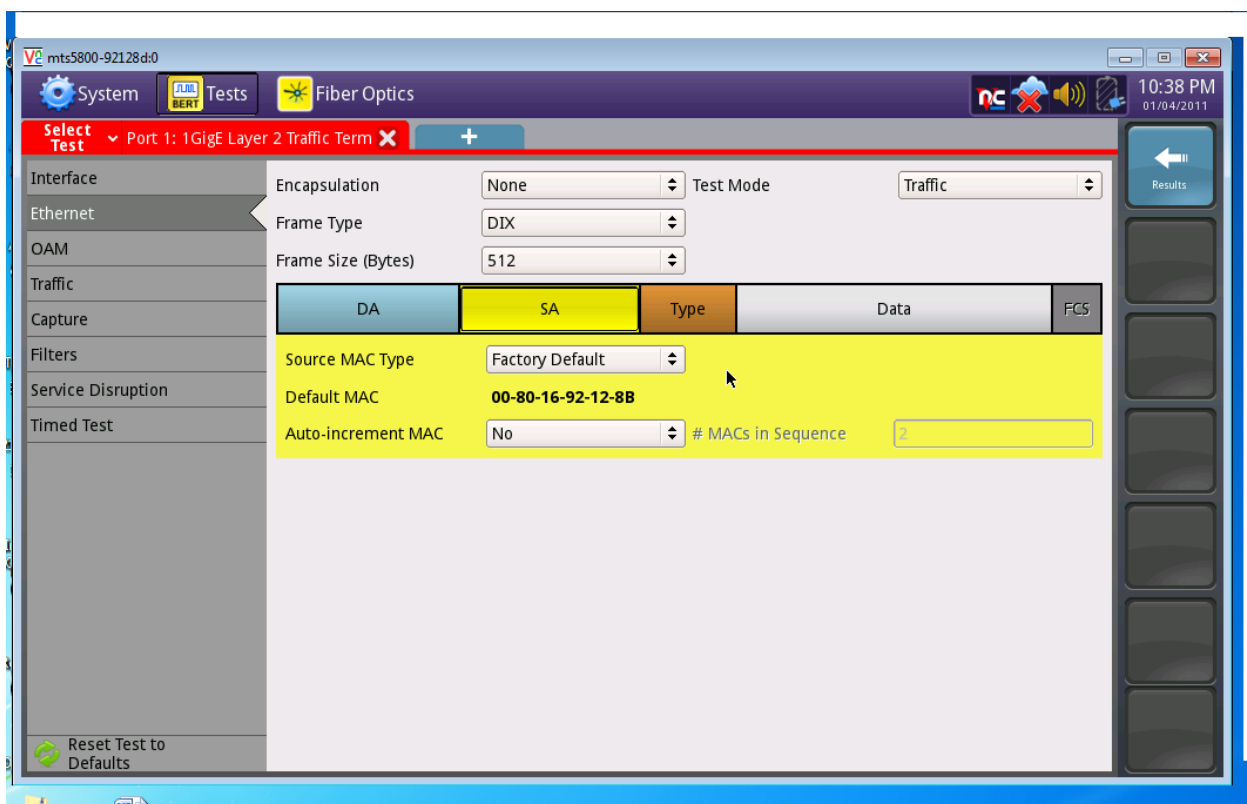 mts5800-92128d:0
System
BERT
Tests
Fiber Optics
10:38 PM
01/04/2011
Select
Test
Port 1: 1GigE Layer 2 Traffic Term
+
Results
Interface
Ethernet
OAM
Traffic
Capture
Filters
Service Disruption
Timed Test
Reset Test to
Defaults
Encapsulation None Test Mode Traffic
Frame Type DIX
Frame Size (Bytes) 512
DA SA Type Data FCS
Source MAC Type Factory Default
Default MAC 00-80-16-92-12-8B
Auto-increment MAC No # MACs in Sequence 2